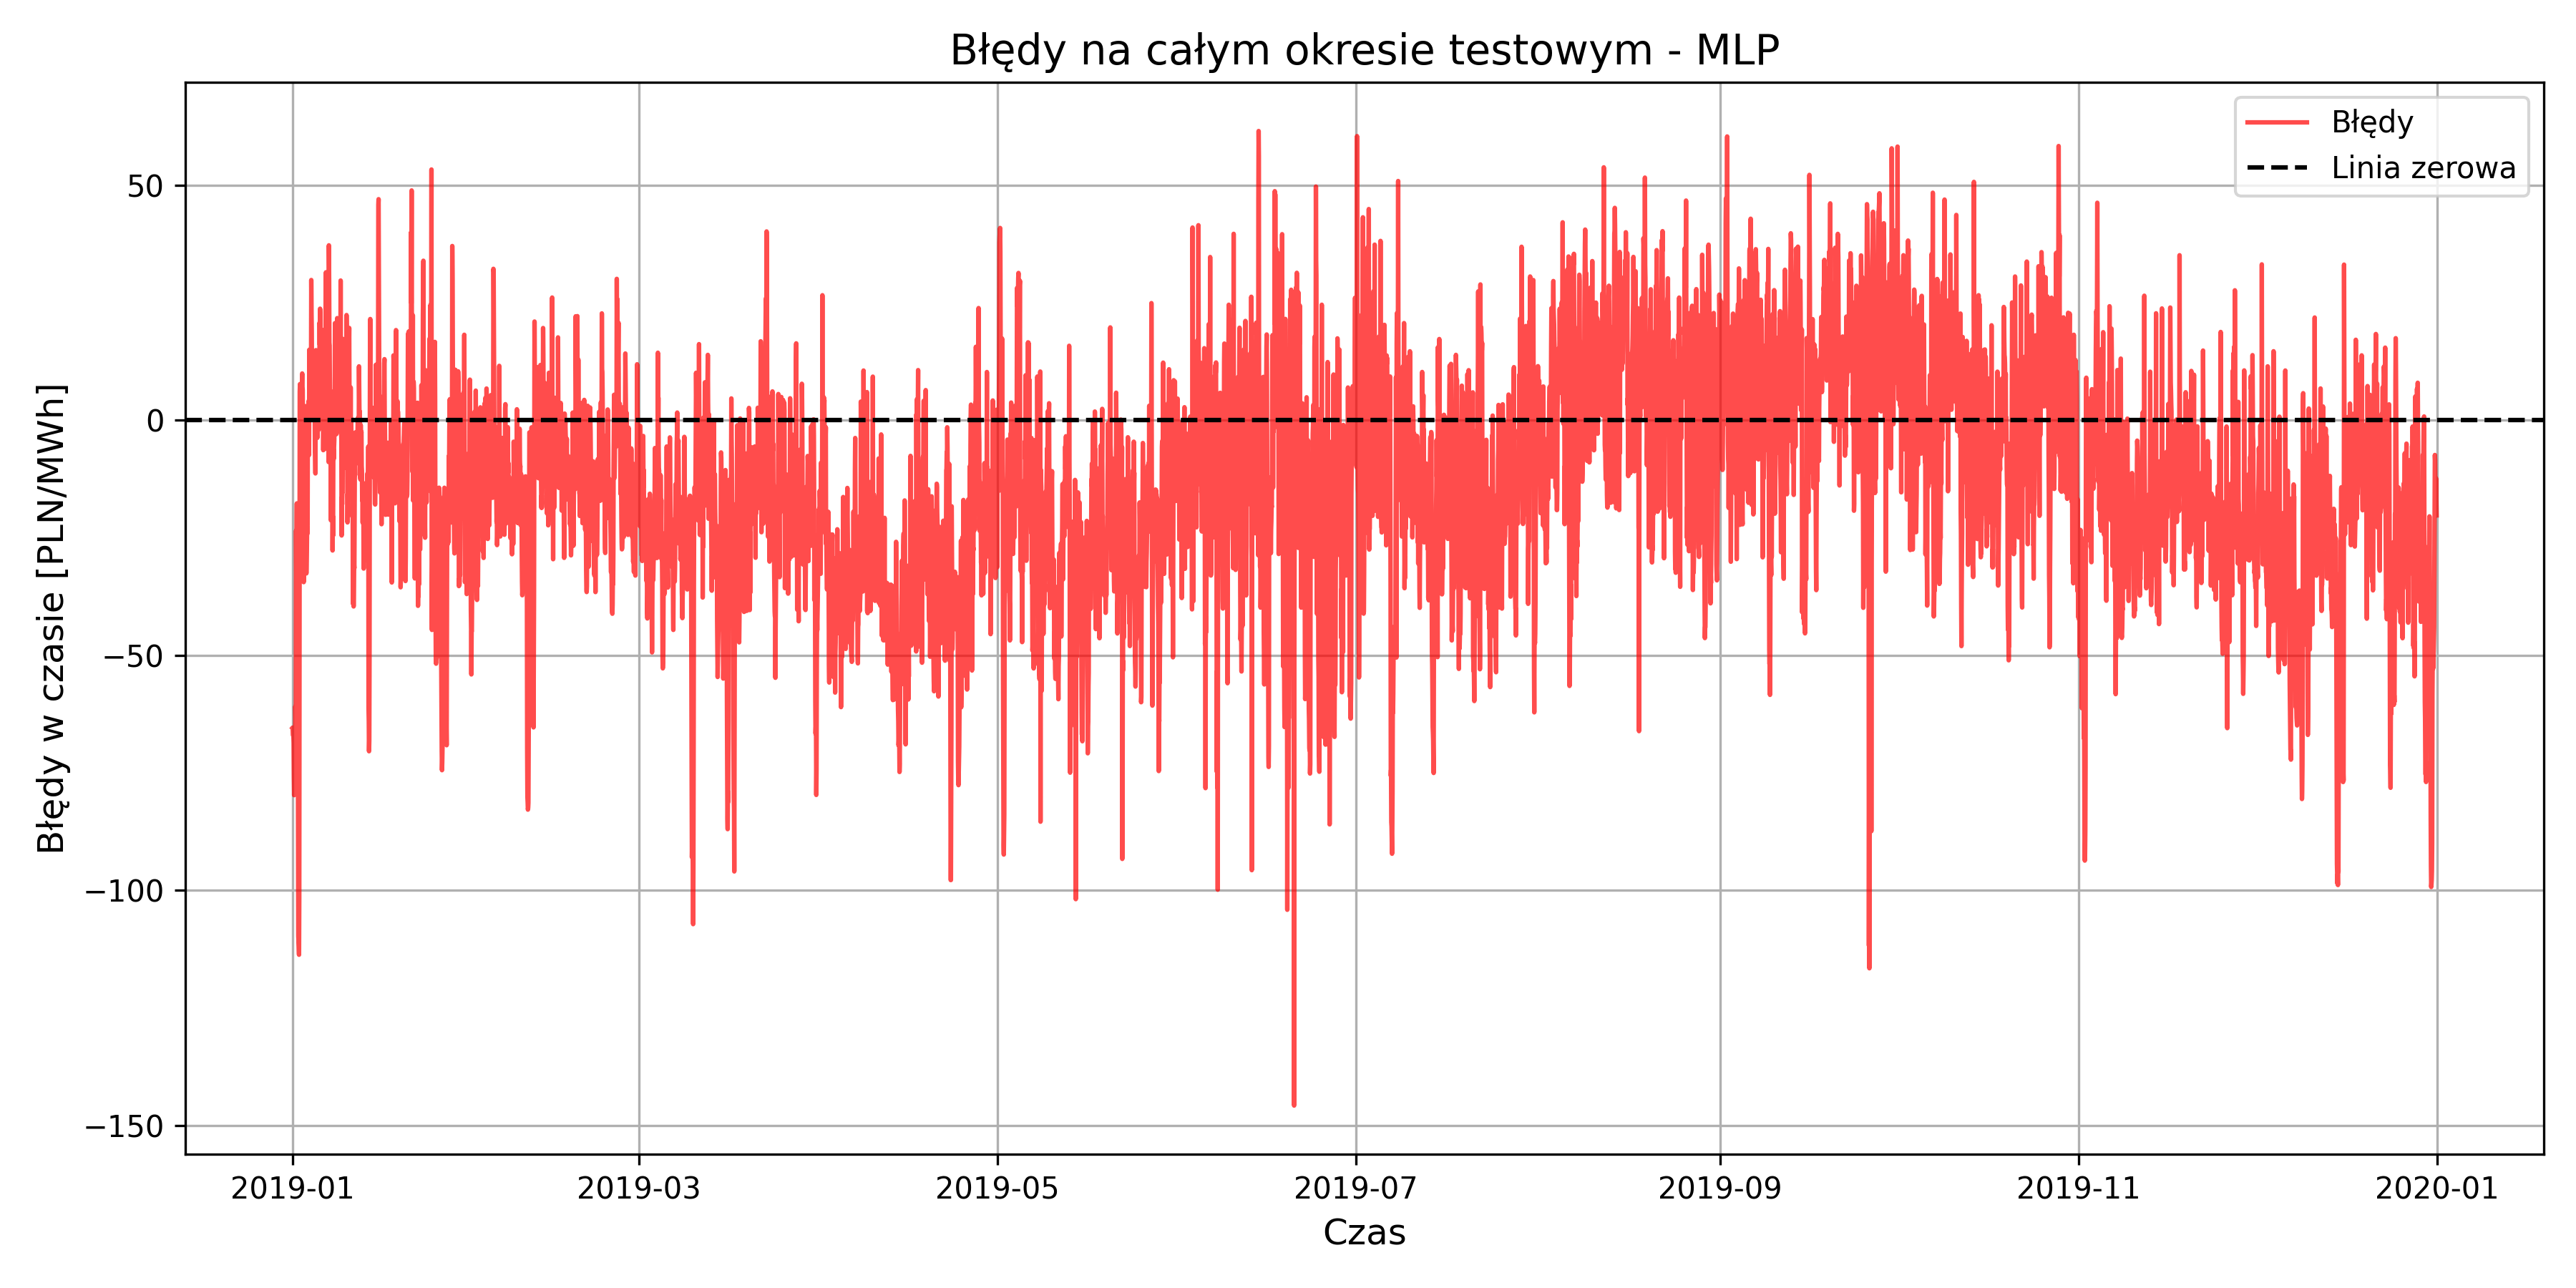 Błędy na całym okresie testowym - MLP
Błędy
Linia zerowa
Błędy w czasie [PLN/MWh]
50
0
−50
−100
−150
2019-01
2019-03
2019-05
2019-07
2019-09
2019-11
2020-01
Czas